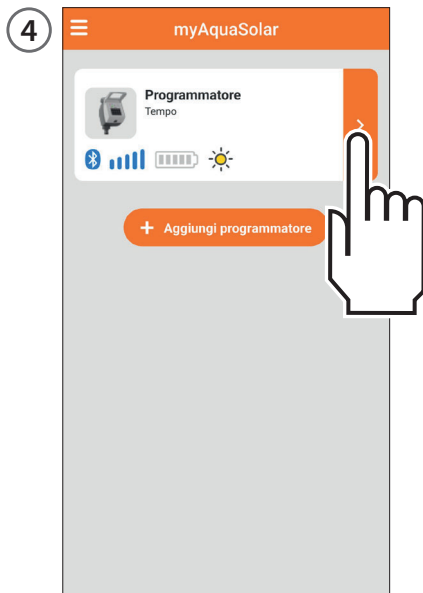 4
myAquaSolar
Programmatore
Tempo
+ Aggiungi programmatore